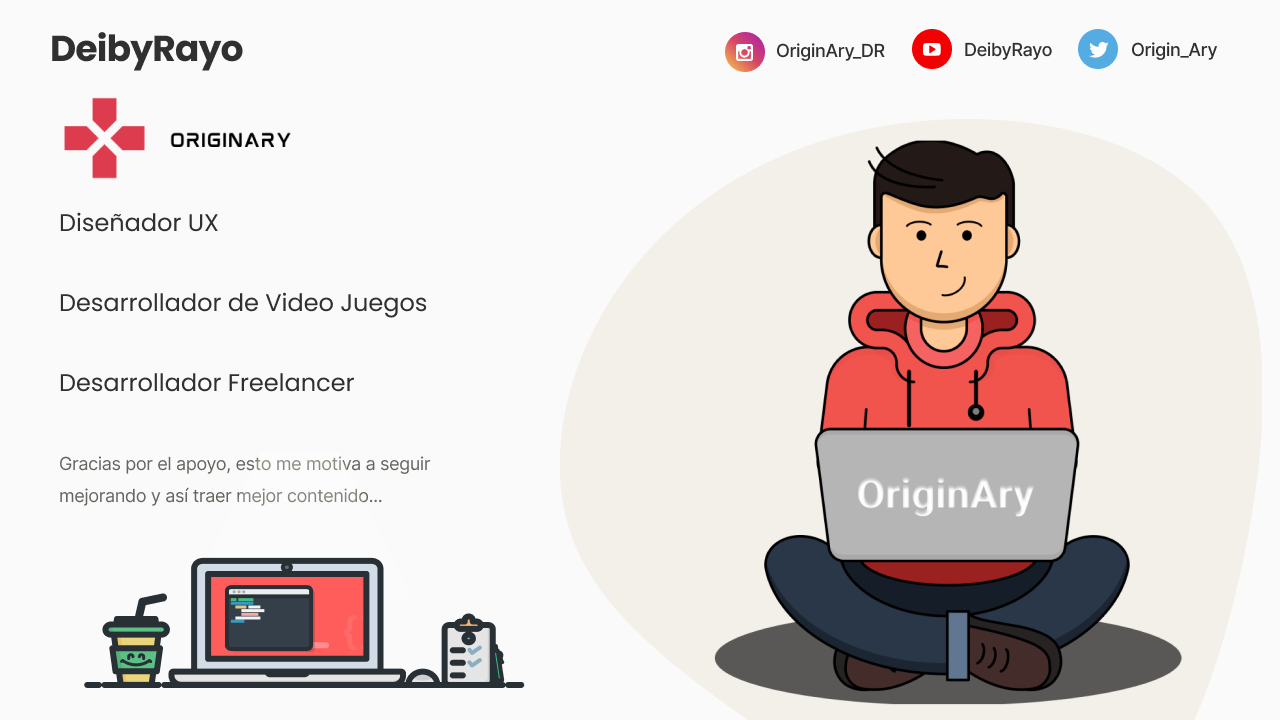 DeibyRayo
OriginAry_DR
DeibyRayo
Origin_Ary
ORIGINARY
Diseñador UX
Desarrollador de Video Juegos
Desarrollador Freelancer
Gracias por el apoyo, esto me motiva a seguir
mejorando y así traer mejor contenido...
OriginAry